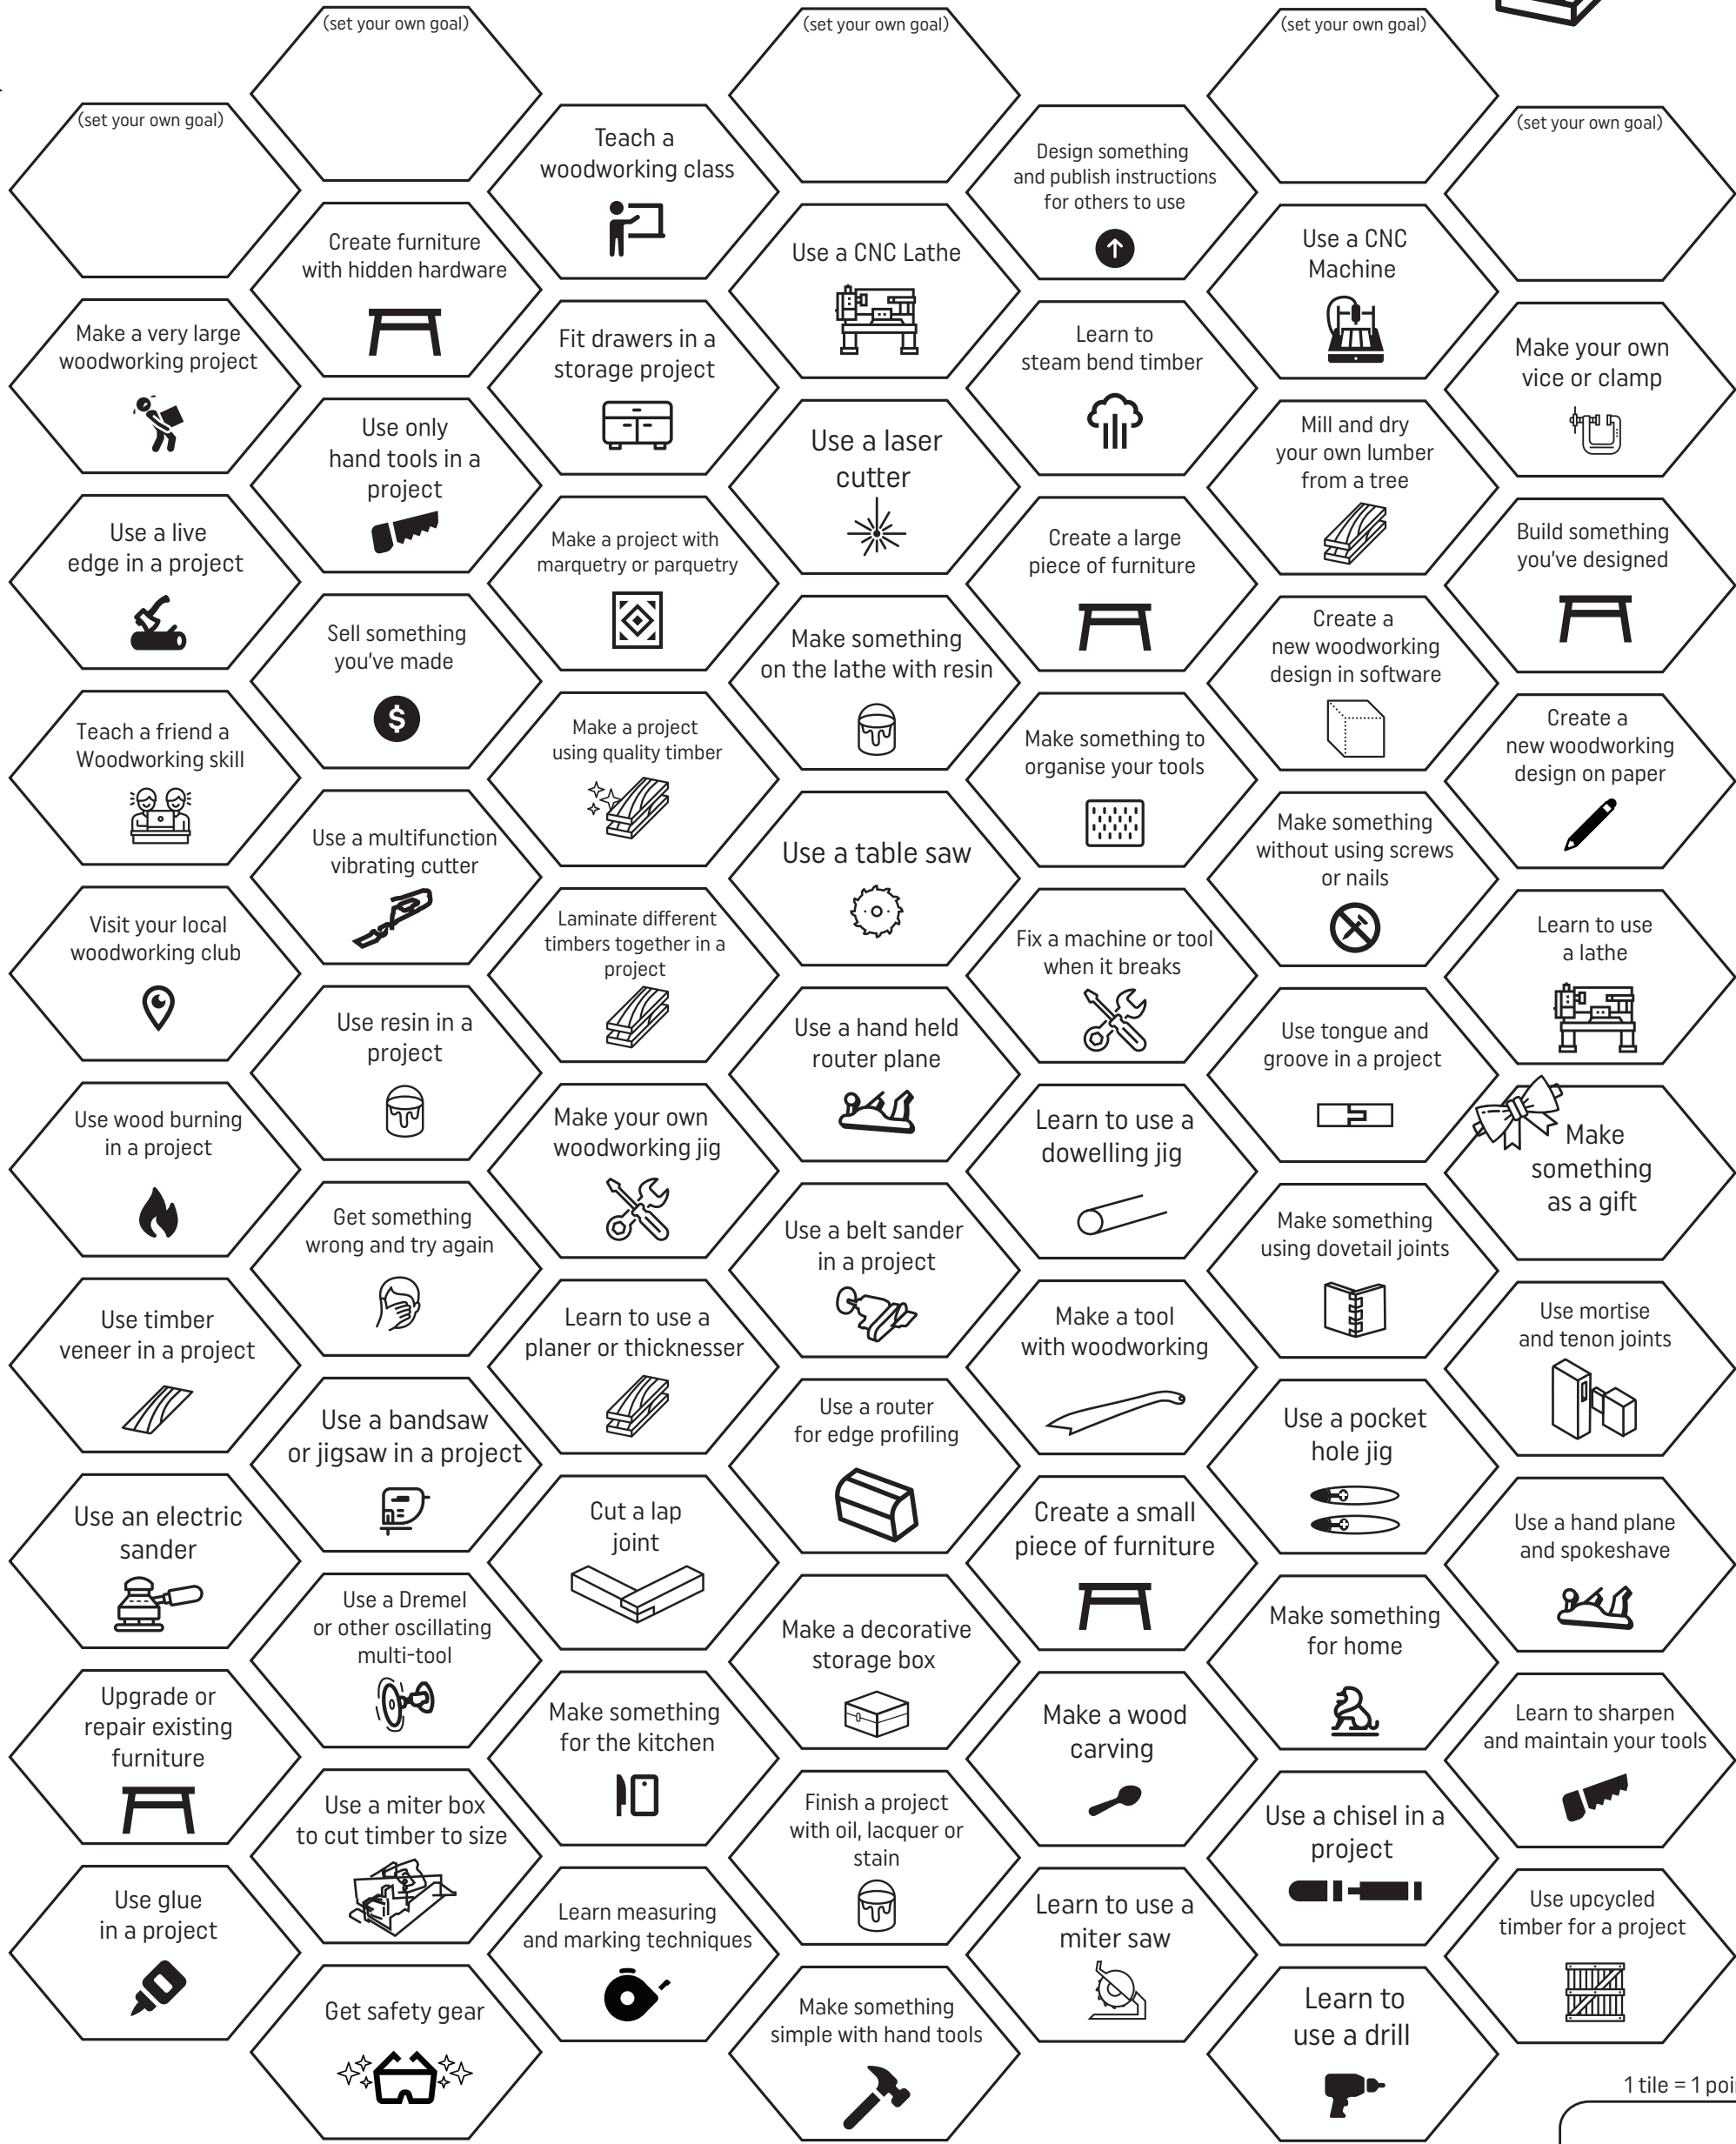 (set your own goal)
(set your own goal)
(set your own goal)
(set your own goal)
(set your own goal)
Teach a
woodworking class
Design something
and publish instructions
for others to use
Create furniture
with hidden hardware
Use a CNC Lathe
Use a CNC
Machine
Make a very large
woodworking project
Fit drawers in a
storage project
Learn to
steam bend timber
Make your own
vice or clamp
Use only
hand tools in a
project
Use a laser
cutter
Mill and dry
your own lumber
from a tree
Use a live
edge in a project
Make a project with
marquetry or parquetry
Create a large
piece of furniture
Build something
you've designed
Sell something
you've made
Make something
on the lathe with resin
Create a
new woodworking
design in software
Teach a friend a
Woodworking skill
Make a project
using quality timber
Make something to
organise your tools
Create a
new woodworking
design on paper
Use a multifunction
vibrating cutter
Use a table saw
Make something
without using screws
or nails
Visit your local
woodworking club
Laminate different
timbers together in a
project
Fix a machine or tool
when it breaks
Learn to use
a lathe
Use resin in a
project
Use a hand held
router plane
Use tongue and
groove in a project
Use wood burning
in a project
Make your own
woodworking jig
Learn to use a
dowelling jig
Make
something
as a gift
Get something
wrong and try again
Use a belt sander
in a project
Make something
using dovetail joints
Use timber
veneer in a project
Learn to use a
planer or thicknesser
Make a tool
with woodworking
Use mortise
and tenon joints
Use a bandsaw
or jigsaw in a project
Use a router
for edge profiling
Use a pocket
hole jig
Use an electric
sander
Cut a lap
joint
Create a small
piece of furniture
Use a hand plane
and spokeshave
Use a Dremel
or other oscillating
multi-tool
Make a decorative
storage box
Make something
for home
Upgrade or
repair existing
furniture
Make something
for the kitchen
Make a wood
carving
Learn to sharpen
and maintain your tools
Use a miter box
to cut timber to size
Finish a project
with oil, lacquer or
stain
Use a chisel in a
project
Use glue
in a project
Learn measuring
and marking techniques
Learn to use a
miter saw
Use upcycled
timber for a project
Get safety gear
Make something
simple with hand tools
Learn to
use a drill
1 tile = 1